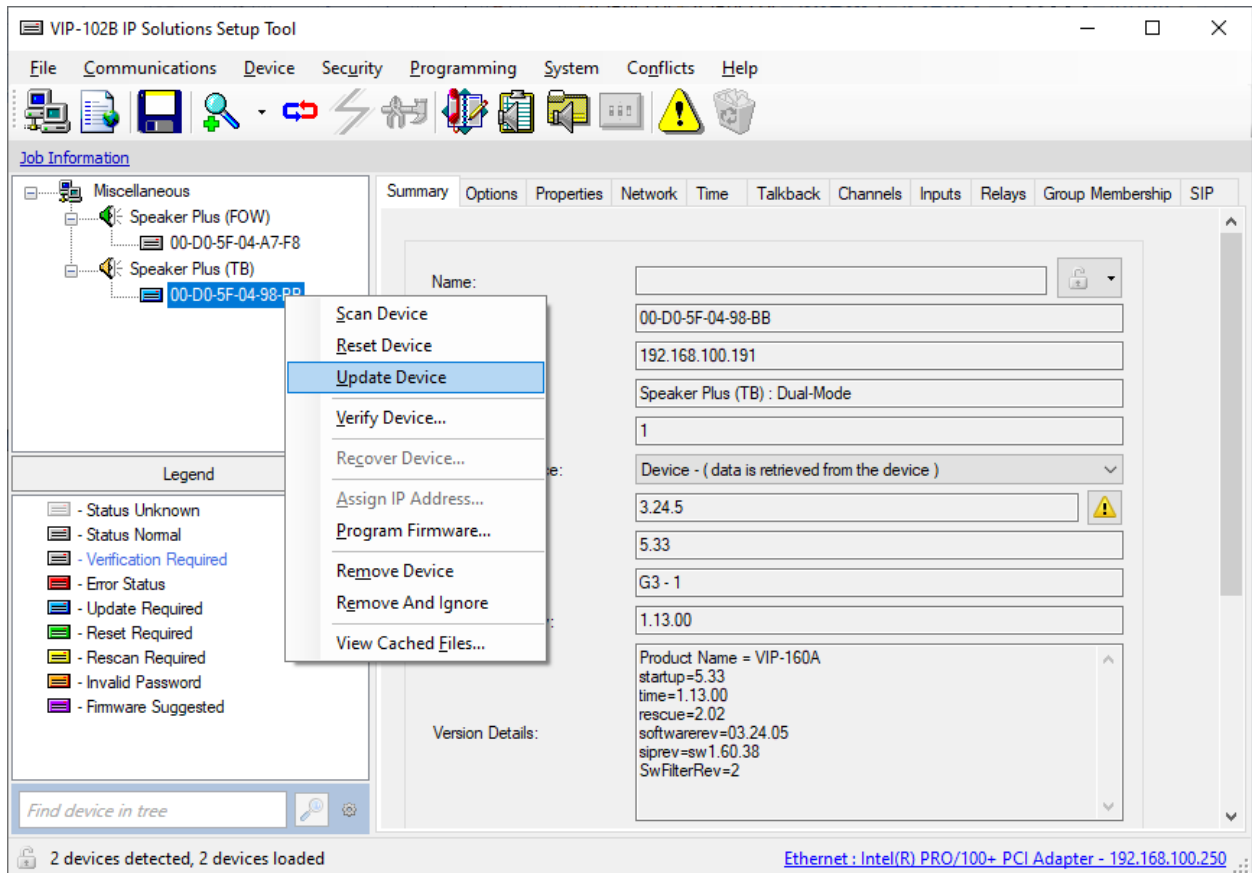 VIP-102B IP Solutions Setup Tool
File Communications Device Security Programming System Conflicts Help
Job Information
Miscellaneous
Speaker Plus (FOW)
00-D0-5F-04-A7-F8
Speaker Plus (TB)
00-D0-5F-04-98-BB
Scan Device
Reset Device
Update Device
Verify Device...
Recover Device...
Assign IP Address...
Program Firmware...
Remove Device
Remove And Ignore
View Cached Files...
Legend
- Status Unknown
- Status Normal
- Verification Required
- Error Status
- Update Required
- Reset Required
- Rescan Required
- Invalid Password
- Firmware Suggested
Find device in tree
Summary Options Properties Network Time Talkback Channels Inputs Relays Group Membership SIP
Name:
00-D0-5F-04-98-BB
192.168.100.191
Speaker Plus (TB) : Dual-Mode
1
Device - ( data is retrieved from the device )
3.24.5
5.33
G3 - 1
1.13.00
Version Details:
Product Name = VIP-160A
startup=5.33
time=1.13.00
rescue=2.02
softwarerev=03.24.05
siprev=sw1.60.38
SwFilterRev=2
2 devices detected, 2 devices loaded
Ethernet : Intel(R) PRO/100+ PCI Adapter - 192.168.100.250